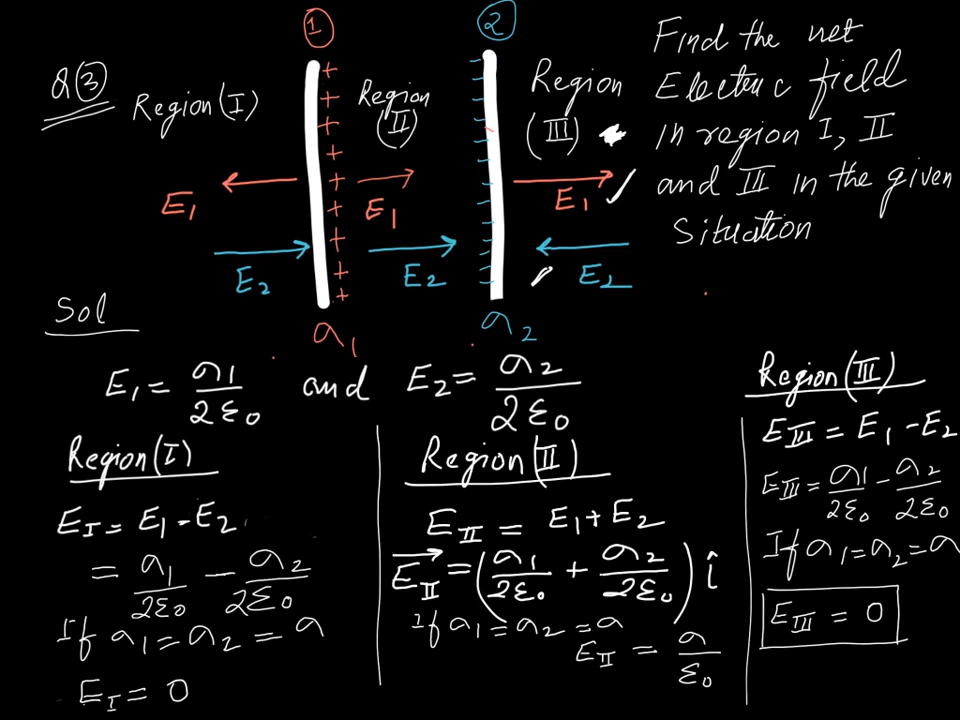 Q③
Region(I)
①
Region
(II)
②
Region
(III)
Find the net
Electric field
in region I, II
and III in the given
Situation
+
+
+
+
+
+
+
+
+
E₁
E₁
E₁
E₂
E₂
E₂
σ₁
σ₂
Sol
E₁ = σ₁/2ε₀ and E₂ = σ₂/2ε₀
Region(I)
E_I = E₁ - E₂
= σ₁/2ε₀ - σ₂/2ε₀
If σ₁ = σ₂ = σ
E_I = 0
Region(II)
E_II = E₁ + E₂
E⃗_II = (σ₁/2ε₀ + σ₂/2ε₀) î
If σ₁ = σ₂ = σ
E_II = σ/ε₀
Region(III)
E_III = E₁ - E₂
E_III = σ₁/2ε₀ - σ₂/2ε₀
If σ₁ = σ₂ = σ
E_III = 0